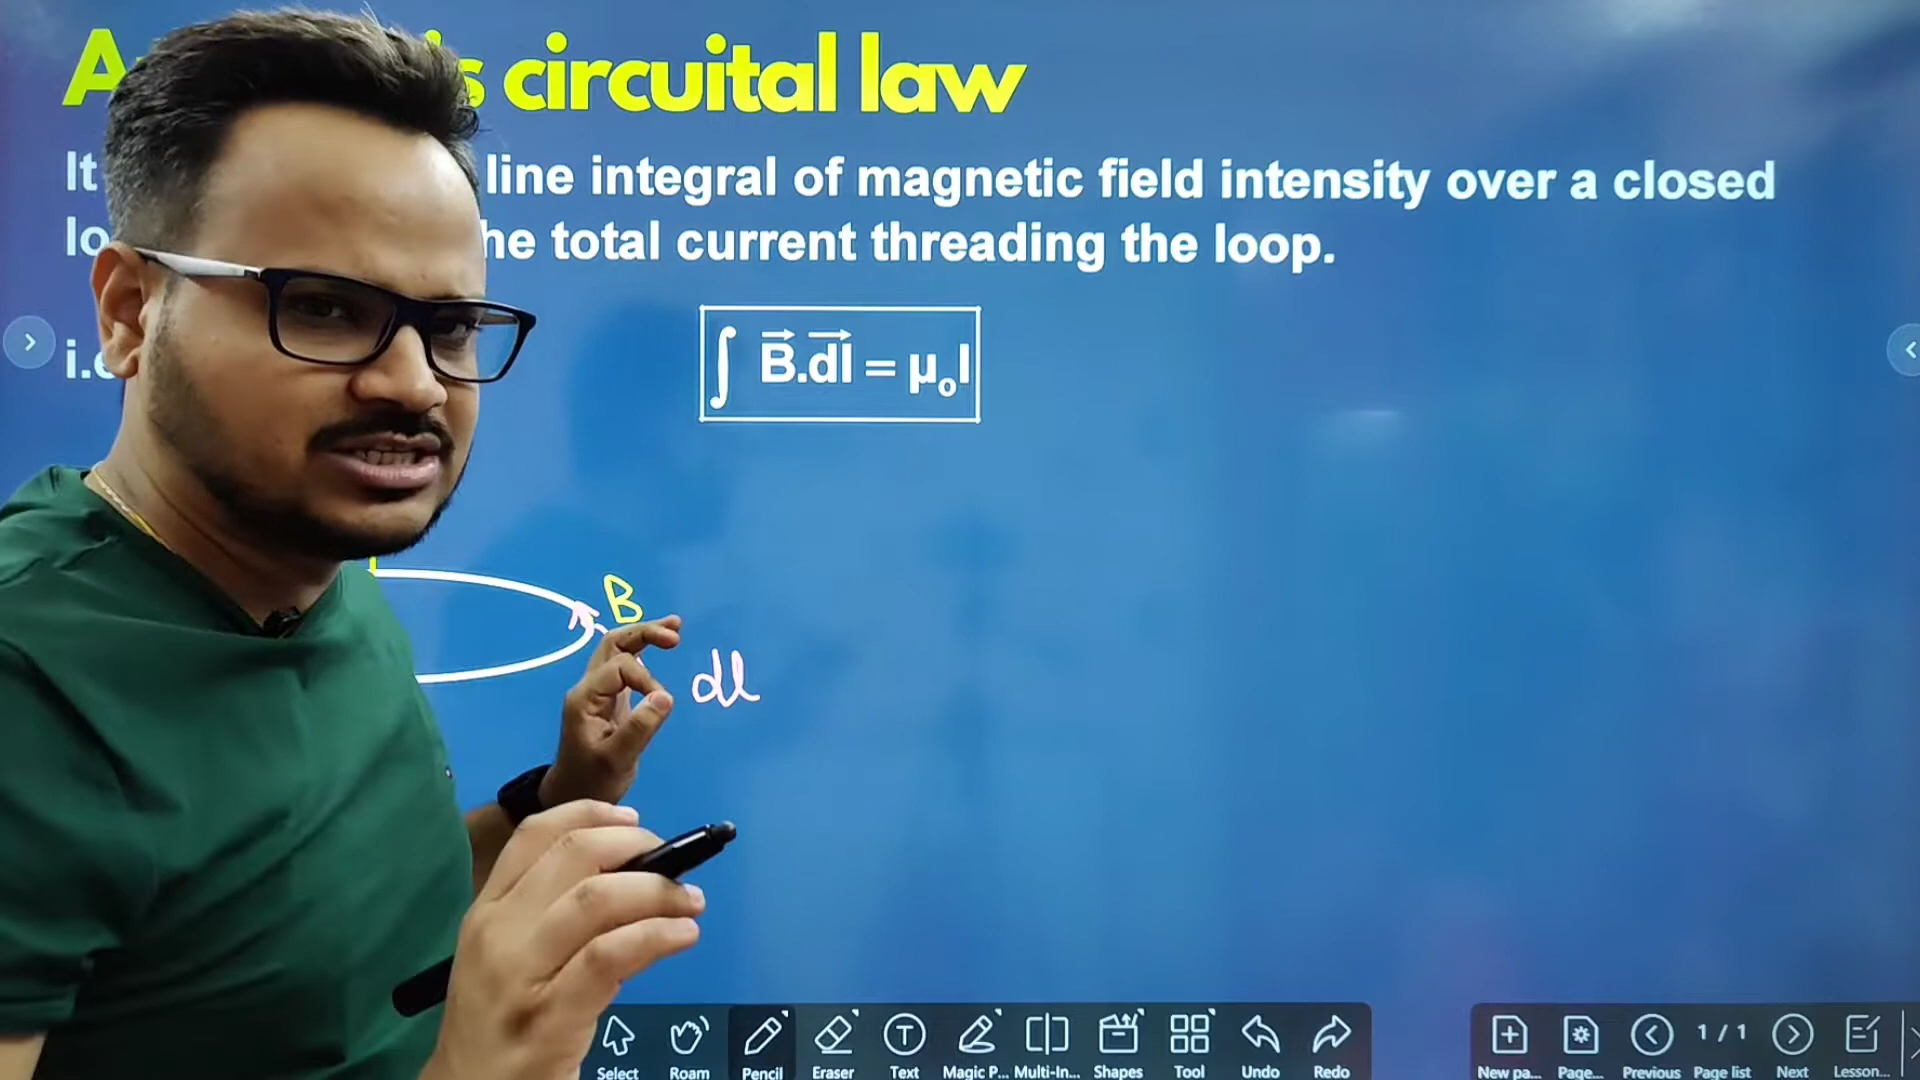 circuital law
It line integral of magnetic field intensity over a closed
the total current threading the loop.
∫ B⃗.dl⃗ = μ₀I
B
dl
Select Roam Pencil Eraser Text Magic P... Multi-In... Shapes Tool Undo Redo
1 / 1
New pa... Page... Previous Page list Next Lesson...